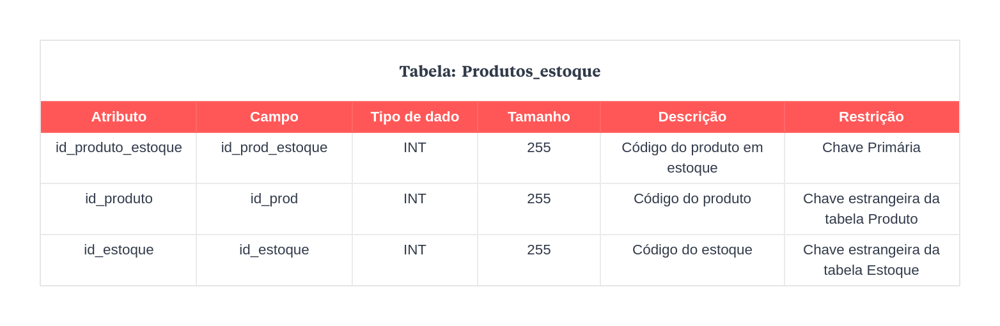 Tabela: Produtos_estoque
Atributo Campo Tipo de dado Tamanho Descrição Restrição
id_produto_estoque id_prod_estoque INT 255 Código do produto em estoque Chave Primária
id_produto id_prod INT 255 Código do produto Chave estrangeira da tabela Produto
id_estoque id_estoque INT 255 Código do estoque Chave estrangeira da tabela Estoque